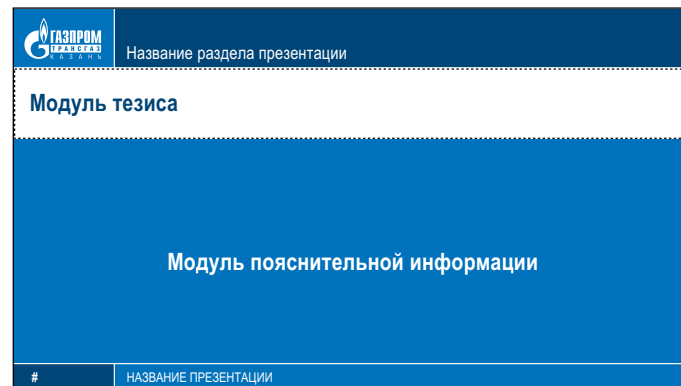 ГАЗПРОМ
ТРАНСГАЗ
КАЗАНЬ
Название раздела презентации
Модуль тезиса
Модуль пояснительной информации
# НАЗВАНИЕ ПРЕЗЕНТАЦИИ